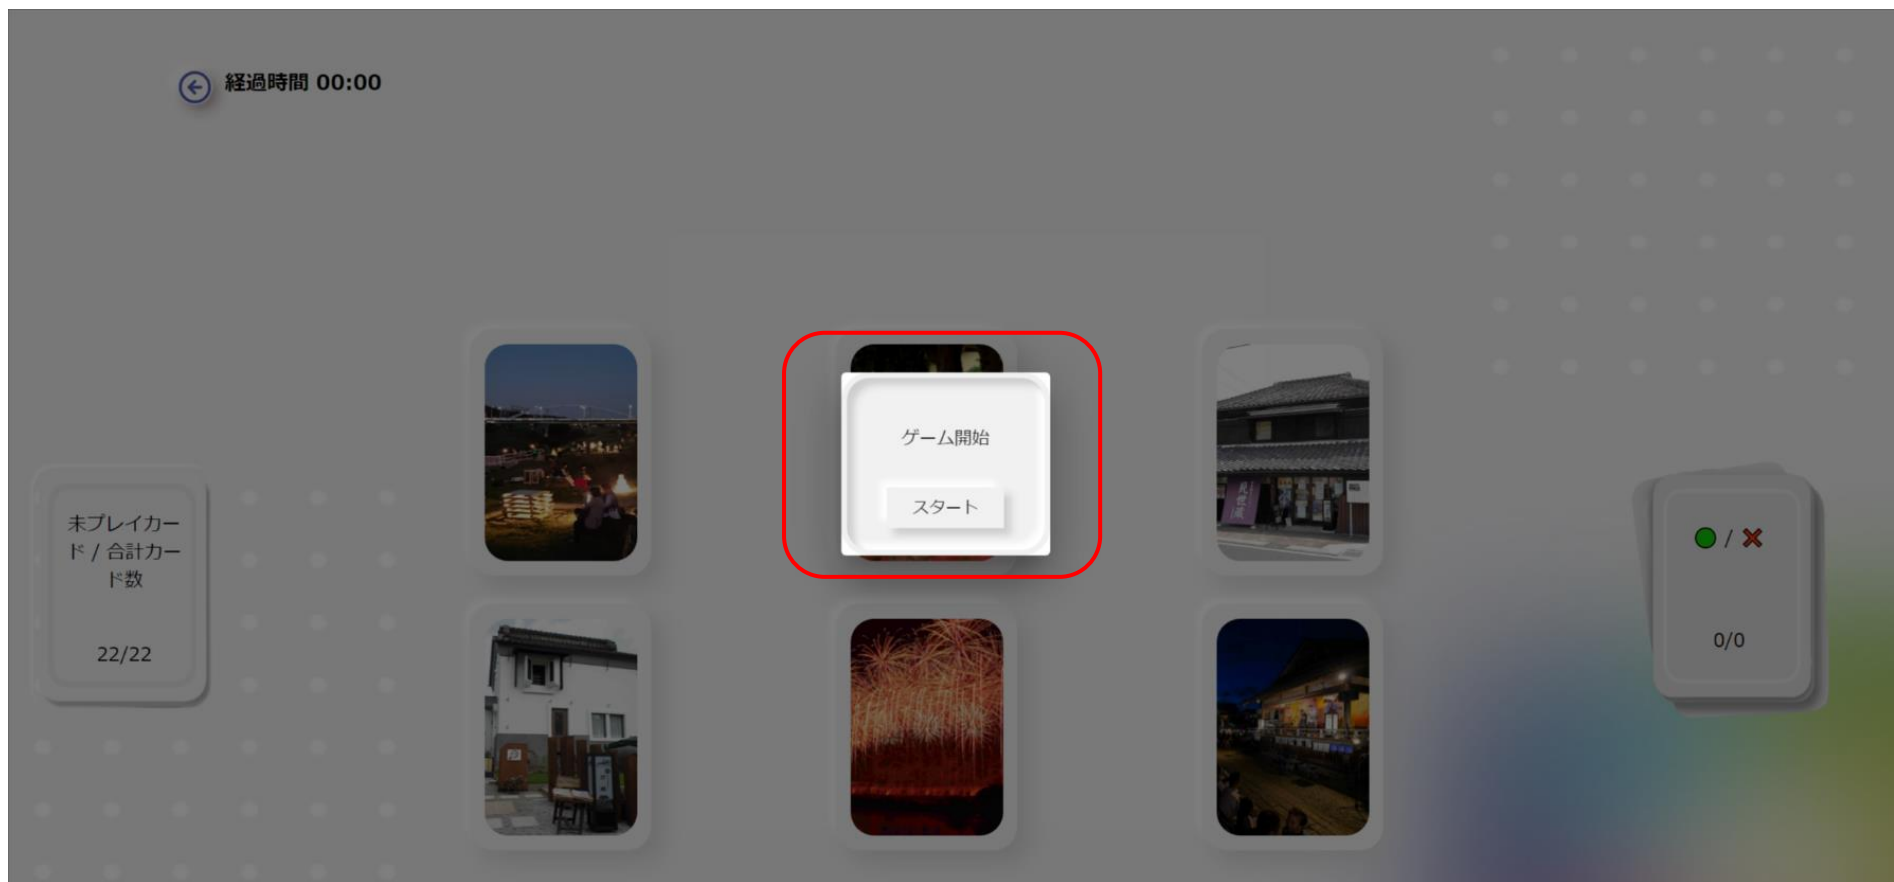 経過時間 00:00
ゲーム開始
スタート
未プレイカー
ド / 合計カー
ド数
22/22
/
0/0